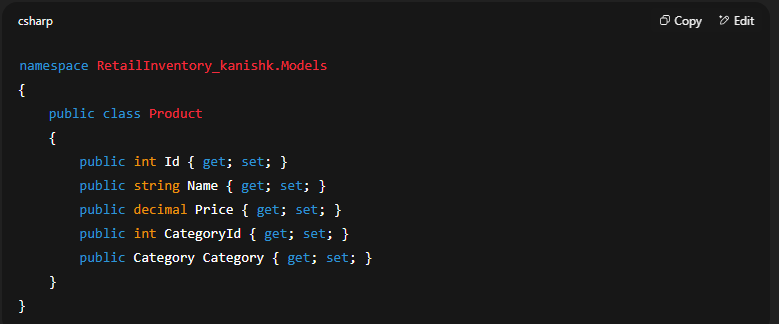 csharp
Copy Edit
namespace RetailInventory_kanishk.Models
{
    public class Product
    {
        public int Id { get; set; }
        public string Name { get; set; }
        public decimal Price { get; set; }
        public int CategoryId { get; set; }
        public Category Category { get; set; }
    }
}